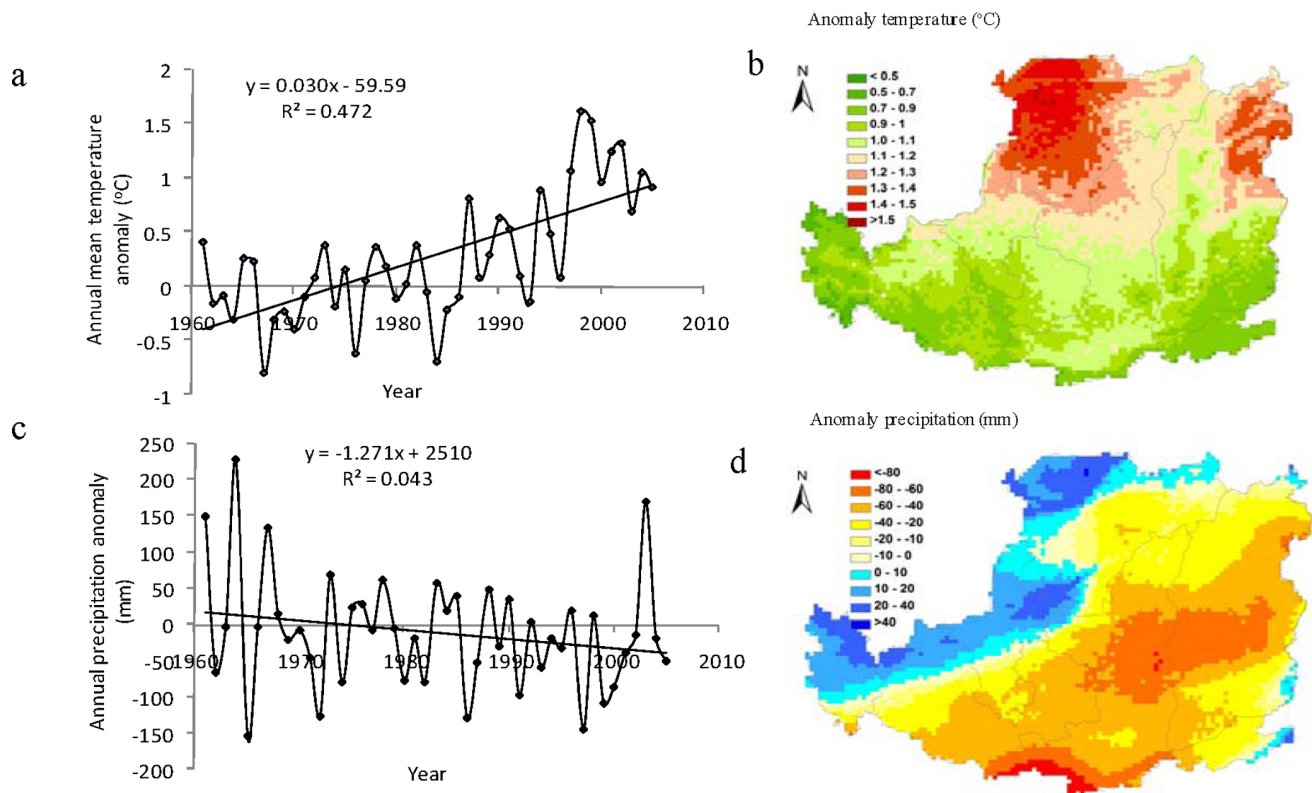 a
2
1.5
1
0.5
0
-0.5
-1
1960
1970
1980
1990
2000
2010
y = 0.030x - 59.59
R² = 0.472
Annual mean temperature
anomaly (°C)
Year
Anomaly temperature (°C)
b
N
< 0.5
0.5 - 0.7
0.7 - 0.9
0.9 - 1
1.0 - 1.1
1.1 - 1.2
1.2 - 1.3
1.3 - 1.4
1.4 - 1.5
>1.5
c
250
200
150
100
50
0
-50
-100
-150
-200
1960
1970
1980
1990
2000
2010
y = -1.271x + 2510
R² = 0.043
Annual precipitation anomaly
(mm)
Year
Anomaly precipitation (mm)
d
N
<-80
-80 - -60
-60 - -40
-40 - -20
-20 - -10
-10 - 0
0 - 10
10 - 20
20 - 40
>40